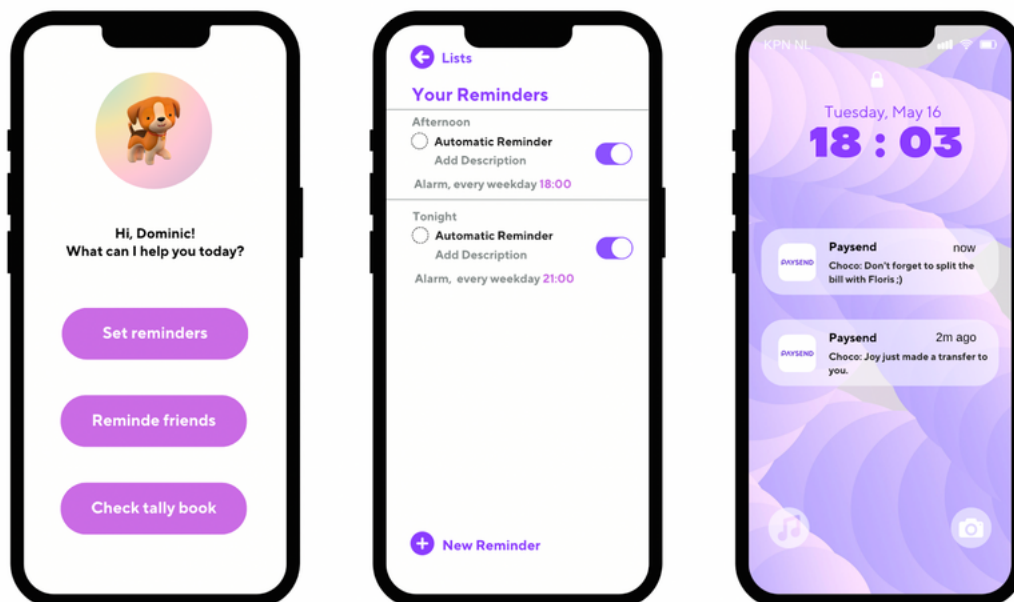 Hi, Dominic!
What can I help you today?
Set reminders
Reminde friends
Check tally book
Lists
Your Reminders
Afternoon
Automatic Reminder
Add Description
Alarm, every weekday 18:00
Tonight
Automatic Reminder
Add Description
Alarm, every weekday 21:00
New Reminder
KPN NL
Tuesday, May 16
18 : 03
PAYSEND
Paysend now
Choco: Don't forget to split the
bill with Floris ;)
PAYSEND
Paysend 2m ago
Choco: Joy just made a transfer to
you.